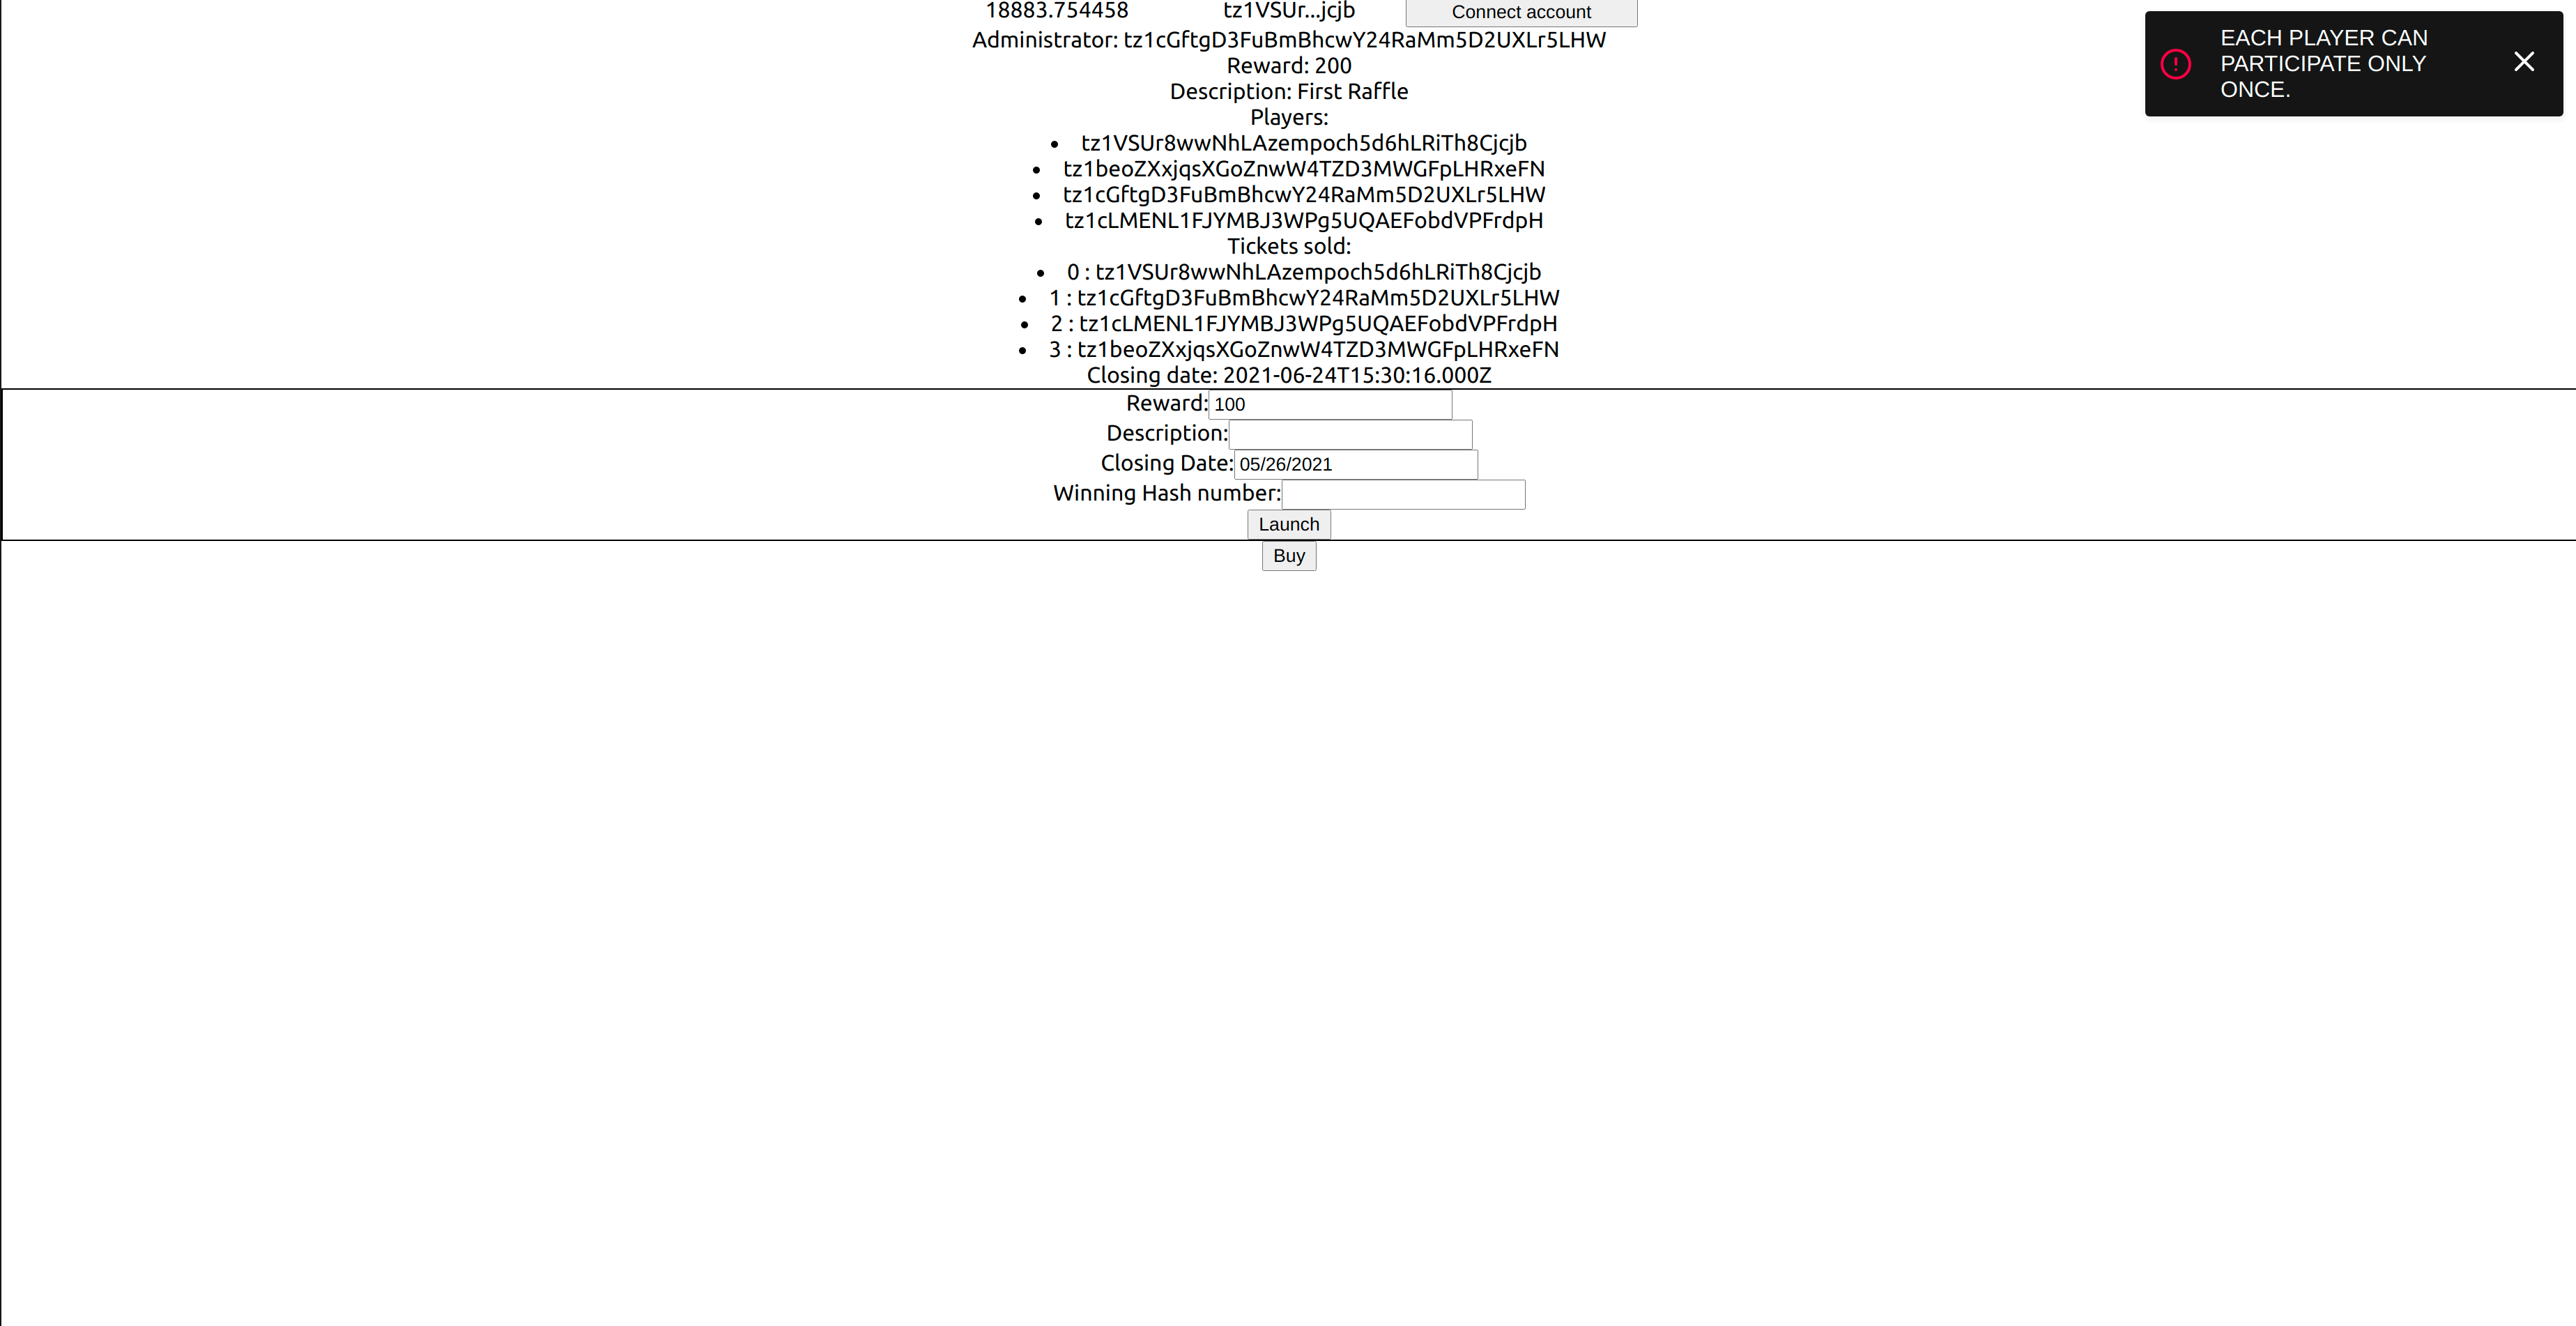 18883.754458 tz1VSUr...jcjb Connect account
Administrator: tz1cGftgD3FuBmBhcwY24RaMm5D2UXLr5LHW
Reward: 200
Description: First Raffle
Players:
• tz1VSUr8wwNhLAzempoch5d6hLRiTh8Cjcjb
• tz1beoZXxjqsXGoZnwW4TZD3MWGFpLHRxeFN
• tz1cGftgD3FuBmBhcwY24RaMm5D2UXLr5LHW
• tz1cLMENL1FJYMBJ3WPg5UQAEFobdVPFrdpH
Tickets sold:
• 0 : tz1VSUr8wwNhLAzempoch5d6hLRiTh8Cjcjb
• 1 : tz1cGftgD3FuBmBhcwY24RaMm5D2UXLr5LHW
• 2 : tz1cLMENL1FJYMBJ3WPg5UQAEFobdVPFrdpH
• 3 : tz1beoZXxjqsXGoZnwW4TZD3MWGFpLHRxeFN
Closing date: 2021-06-24T15:30:16.000Z
Reward: 100
Description:
Closing Date: 05/26/2021
Winning Hash number:
Launch
Buy
EACH PLAYER CAN
PARTICIPATE ONLY
ONCE.